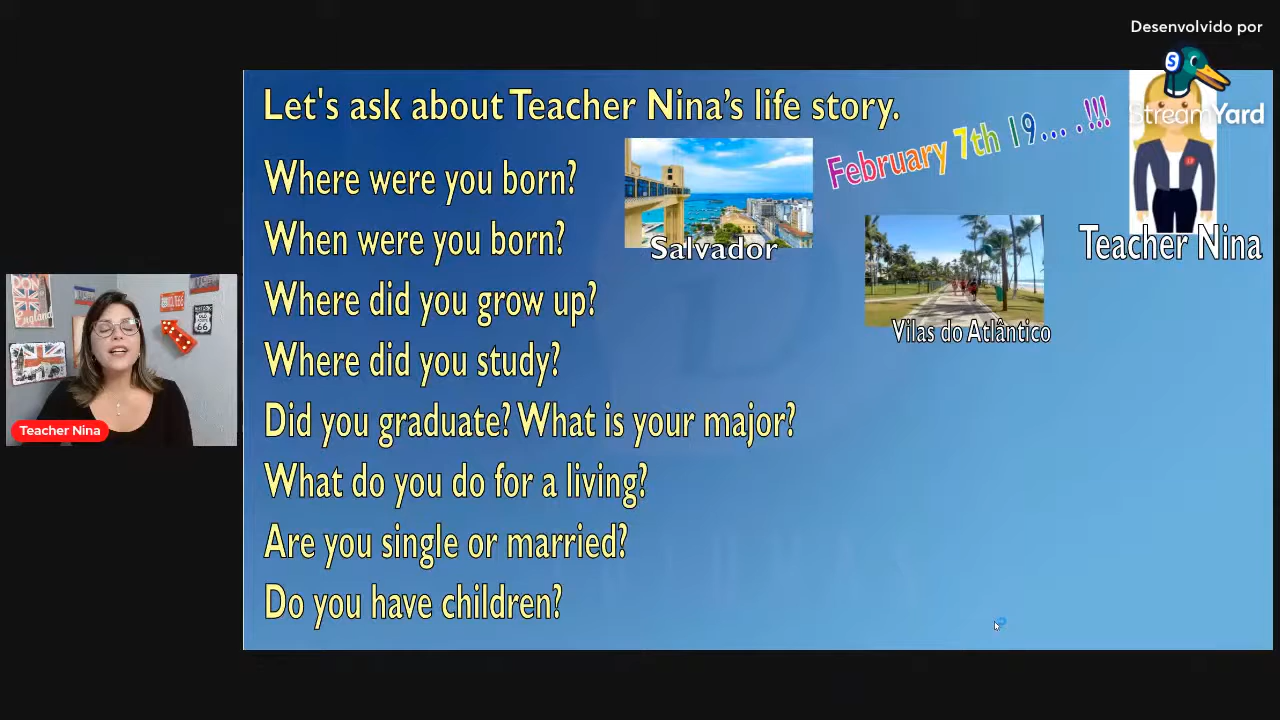 Desenvolvido por
StreamYard
Let's ask about Teacher Nina's life story.
February 7th 19... .!!!
Where were you born?
When were you born?
Salvador
Teacher Nina
Where did you grow up?
Vilas do Atlântico
Where did you study?
Did you graduate? What is your major?
Teacher Nina
What do you do for a living?
Are you single or married?
Do you have children?